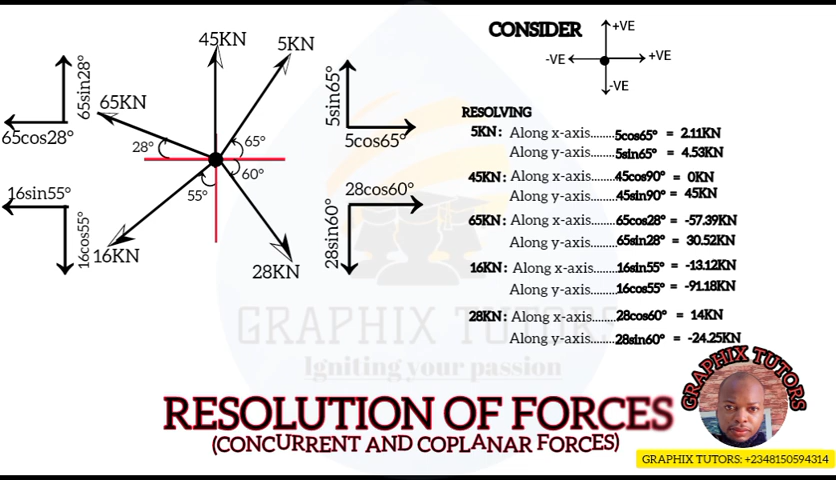 45KN
5KN
65KN
65sin28°
65cos28°
28°
65°
60°
55°
16sin55°
16cos55°
16KN
28KN
5sin65°
5cos65°
28cos60°
28sin60°
CONSIDER
+VE
-VE
+VE
-VE
RESOLVING
5KN: Along x-axis......5cos65° = 2.11KN
Along y-axis......5sin65° = 4.53KN
45KN: Along x-axis......45cos90° = 0KN
Along y-axis......45sin90° = 45KN
65KN: Along x-axis......65cos28° = -57.39KN
Along y-axis......65sin28° = 30.52KN
16KN: Along x-axis......16sin55° = -13.12KN
Along y-axis......16cos55° = -91.18KN
28KN: Along x-axis......28cos60° = 14KN
Along y-axis......28sin60° = -24.25KN
GRAPHIX TUTORS
Igniting your passion
RESOLUTION OF FORCES
(CONCURRENT AND COPLANAR FORCES)
GRAPHIX TUTORS
GRAPHIX TUTORS: +2348150594314